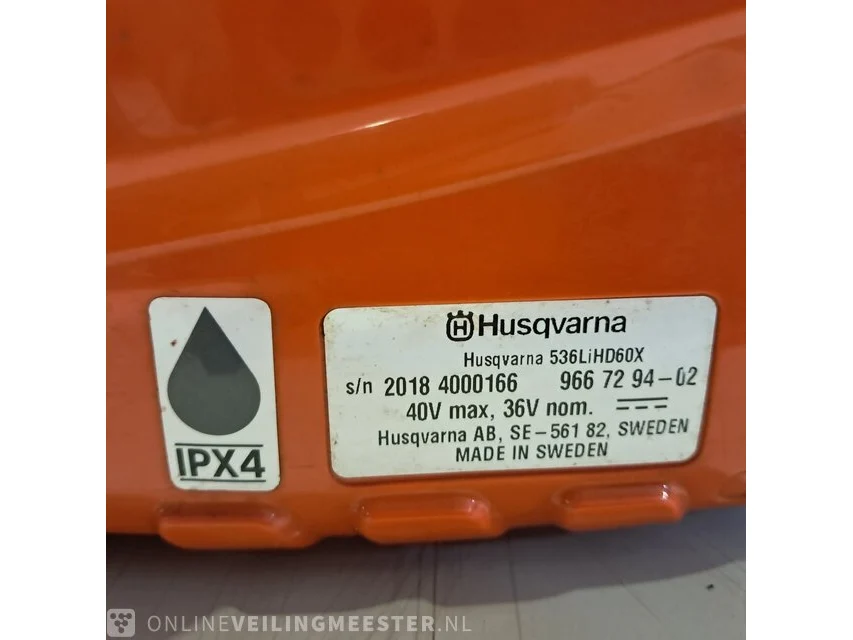 Husqvarna
Husqvarna 536LiHD60X
s/n 2018 4000166 966 72 94-02
40V max, 36V nom.
Husqvarna AB, SE-561 82, SWEDEN
MADE IN SWEDEN
IPX4
ONLINEVEILINGMEESTER.NL